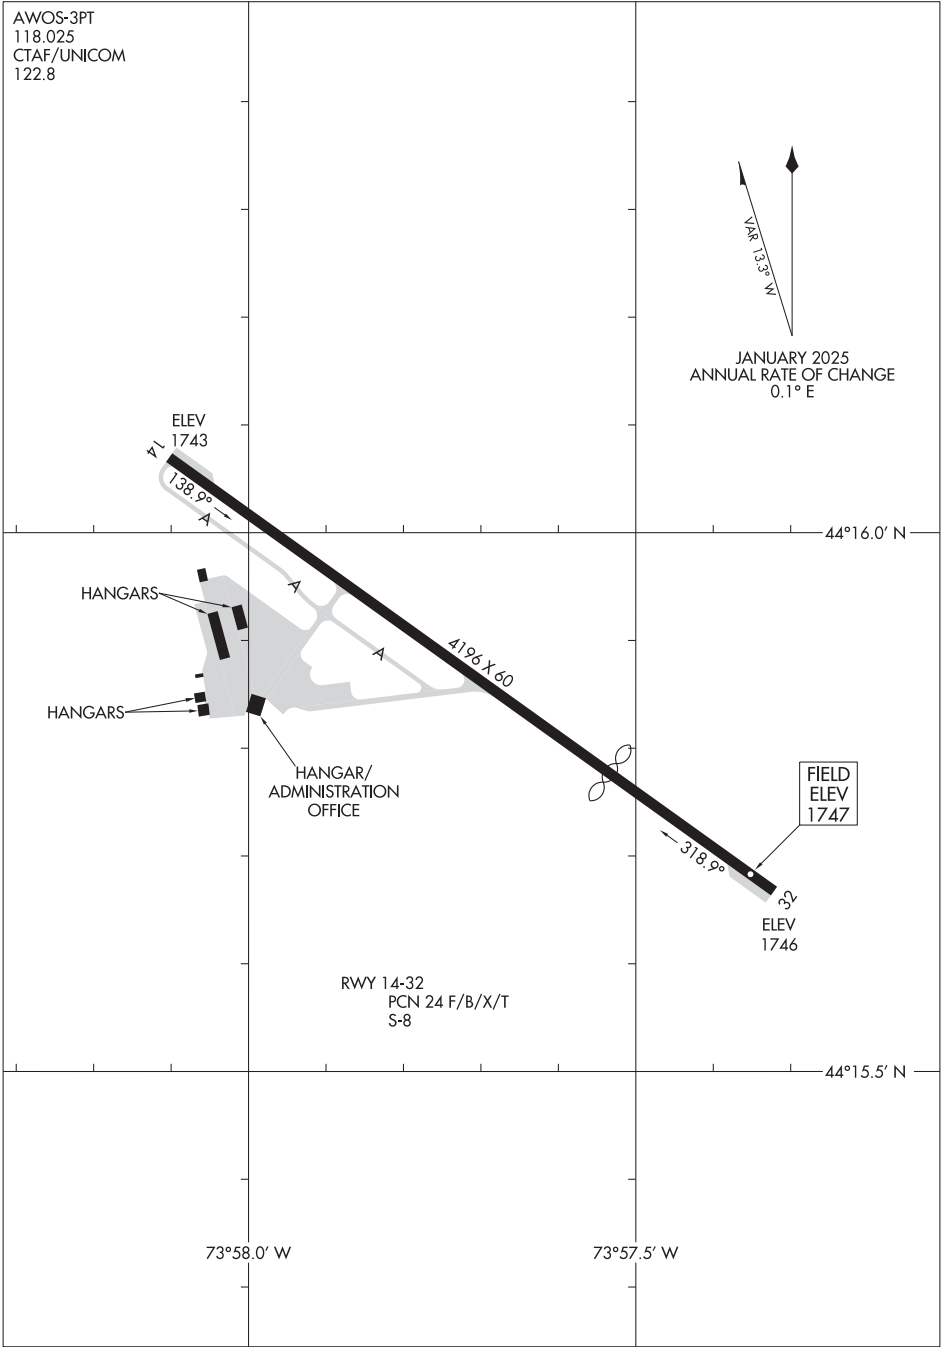 AWOS-3PT
118.025
CTAF/UNICOM
122.8
VAR 13.3° W
JANUARY 2025
ANNUAL RATE OF CHANGE
0.1° E
ELEV
1743
14
138.9°
A
44°16.0' N
HANGARS
A
A
4196 X 60
HANGARS
HANGAR/
ADMINISTRATION
OFFICE
FIELD
ELEV
1747
318.9°
32
ELEV
1746
RWY 14-32
PCN 24 F/B/X/T
S-8
44°15.5' N
73°58.0' W
73°57.5' W